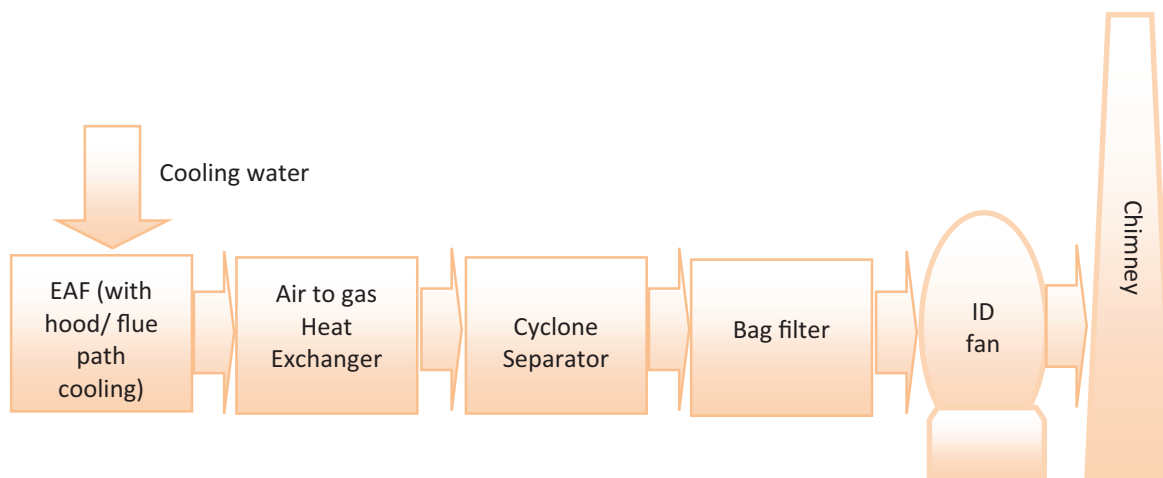 Cooling water
EAF (with
hood/ flue
path
cooling)
Air to gas
Heat
Exchanger
Cyclone
Separator
Bag filter
ID
fan
Chimney